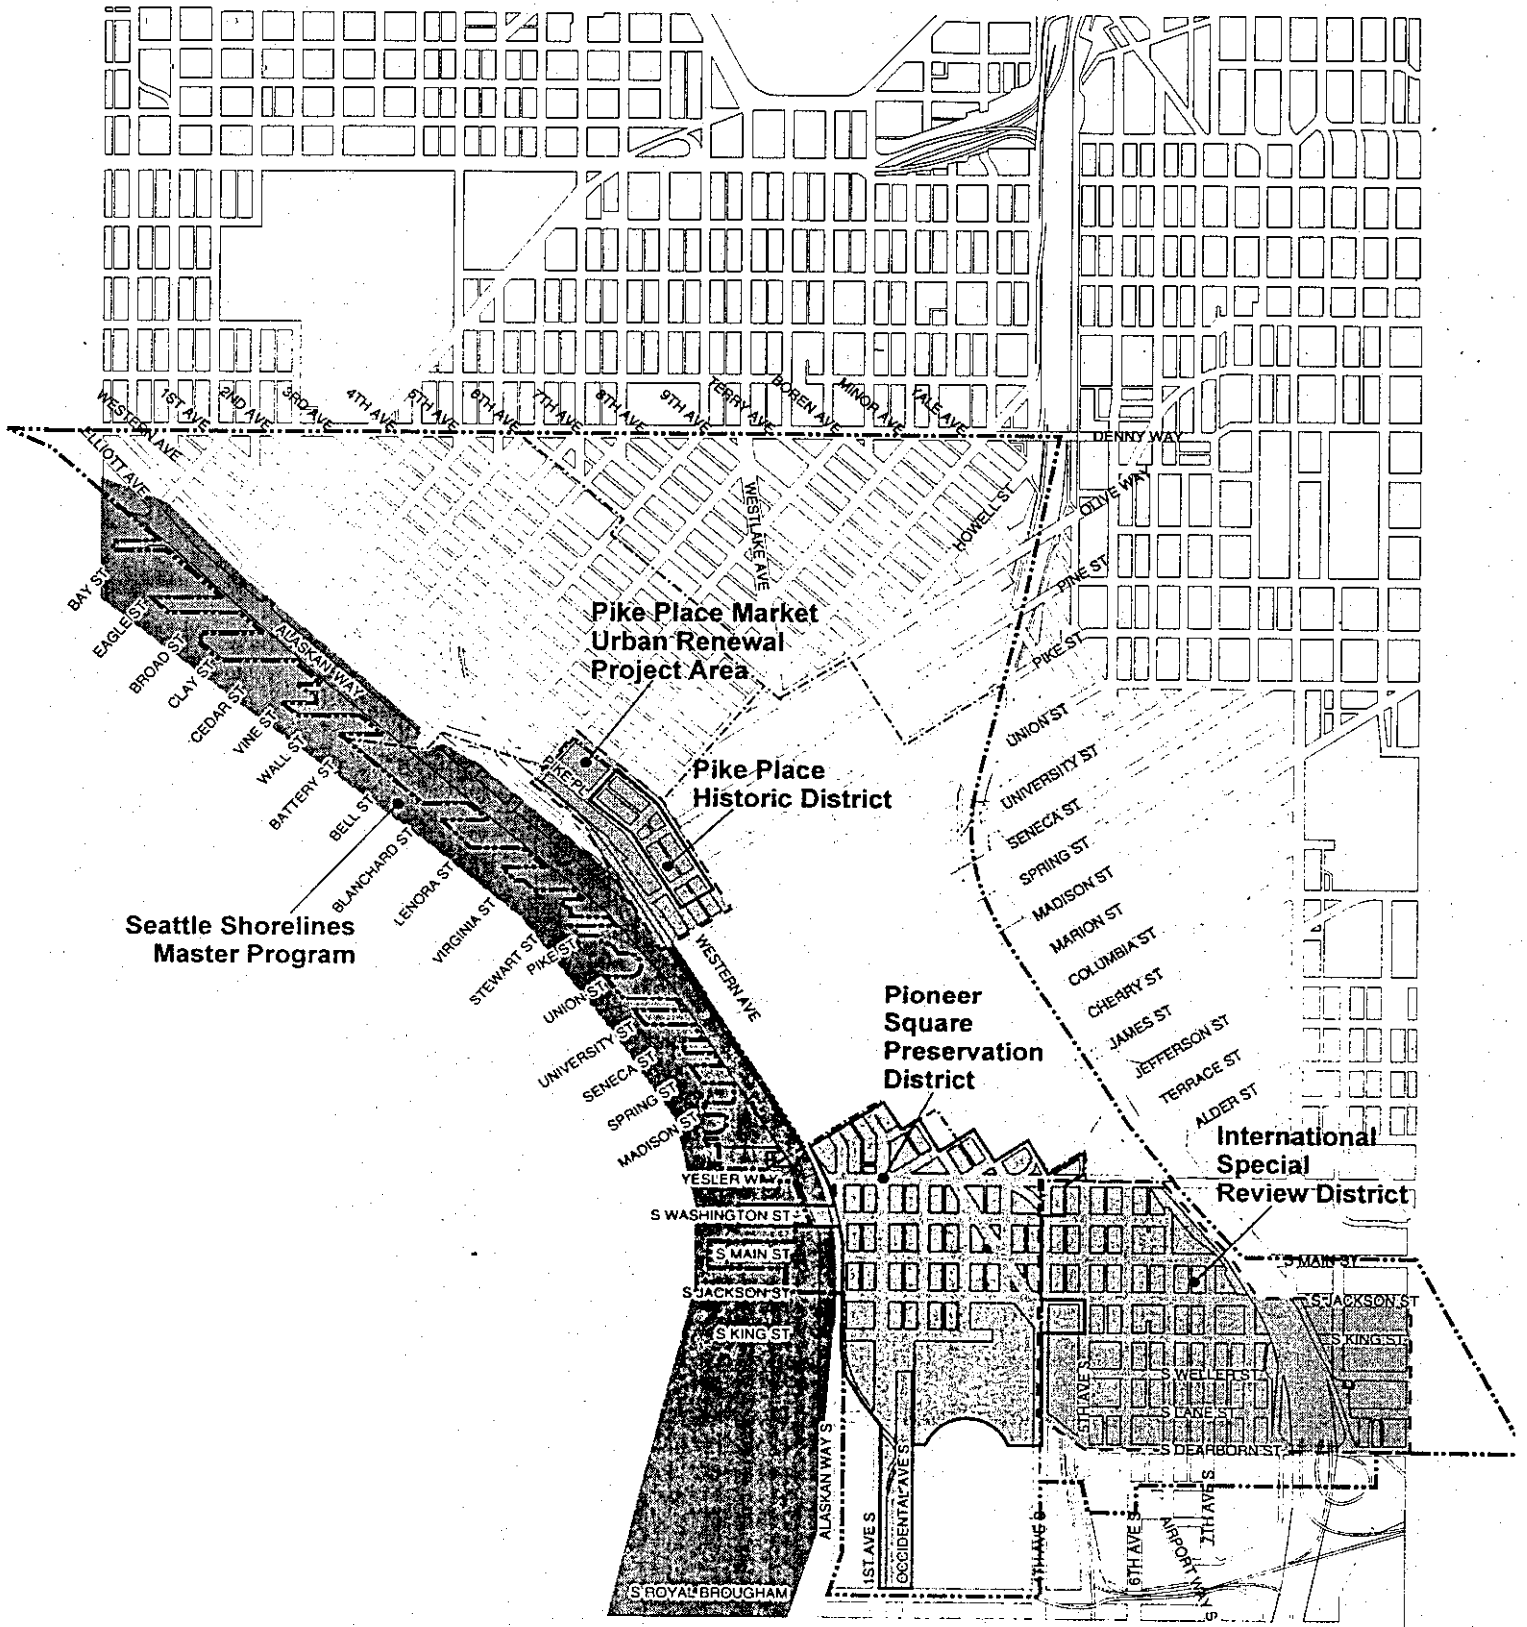 WESTERN AVE
1ST AVE
2ND AVE
3RD AVE
4TH AVE
5TH AVE
6TH AVE
7TH AVE
8TH AVE
9TH AVE
TERRY AVE
BOREN AVE
MINOR AVE
YALE AVE
DENNY WAY
ELLIOTT AVE
WESTLAKE AVE
HOWELL ST
OLIVE WAY
PINE ST
PIKE ST
BAY ST
EAGLE ST
BROAD ST
CLAY ST
CEDAR ST
VINE ST
WALL ST
BATTERY ST
BELL ST
BLANCHARD ST
LENORA ST
VIRGINIA ST
STEWART ST
PIKE ST
UNION ST
UNIVERSITY ST
SENECA ST
SPRING ST
MADISON ST
ALASKAN WAY
Pike Place Market
Urban Renewal
Project Area
PIKE PL
Pike Place
Historic District
Seattle Shorelines
Master Program
WESTERN AVE
UNION ST
UNIVERSITY ST
SENECA ST
SPRING ST
MADISON ST
MARION ST
COLUMBIA ST
CHERRY ST
JAMES ST
JEFFERSON ST
TERRACE ST
ALDER ST
Pioneer
Square
Preservation
District
International
Special
Review District
YESLER WAY
S WASHINGTON ST
S MAIN ST
S JACKSON ST
S KING ST
S MAIN ST
S JACKSON ST
S KING ST
S WELLER ST
S LANE ST
S DEARBORN ST
5TH AVE S
ALASKAN WAY S
1ST AVE S
OCCIDENTAL AVE ST
4TH AVE S
6TH AVE S
AIRPORT WAY S
7TH AVE S
S ROYAL BROUGHAM